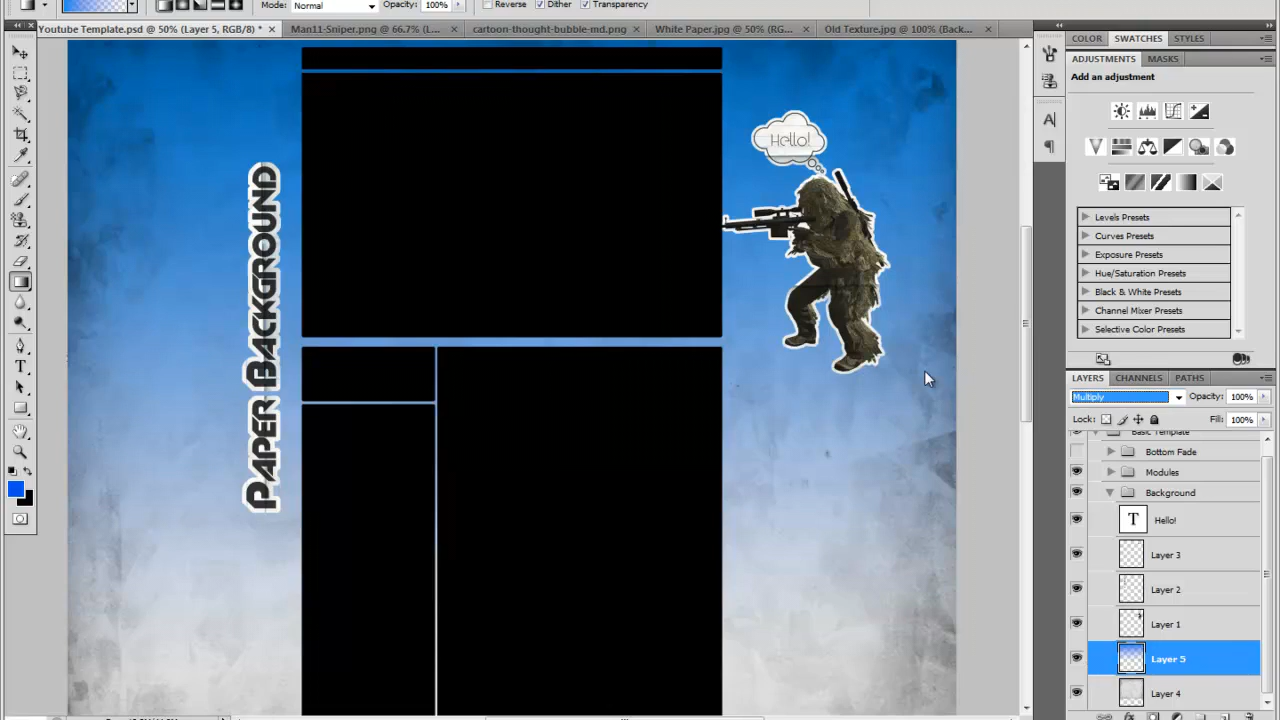 Mode: Normal Opacity: 100% Reverse Dither Transparency
Youtube Template.psd @ 50% (Layer 5, RGB/8) * Man11-Sniper.png @ 66.7% (L... cartoon-thought-bubble-md.png White Paper.jpg @ 50% (RG... Old Texture.jpg @ 100% (Back...
COLOR SWATCHES STYLES
ADJUSTMENTS MASKS
Add an adjustment
Hello!
PAPER BACKGROUND
Levels Presets
Curves Presets
Exposure Presets
Hue/Saturation Presets
Black & White Presets
Channel Mixer Presets
Selective Color Presets
LAYERS CHANNELS PATHS
Multiply Opacity: 100%
Lock: Fill: 100%
Basic Template
Bottom Fade
Modules
Background
T Hello!
Layer 3
Layer 2
Layer 1
Layer 5
Layer 4